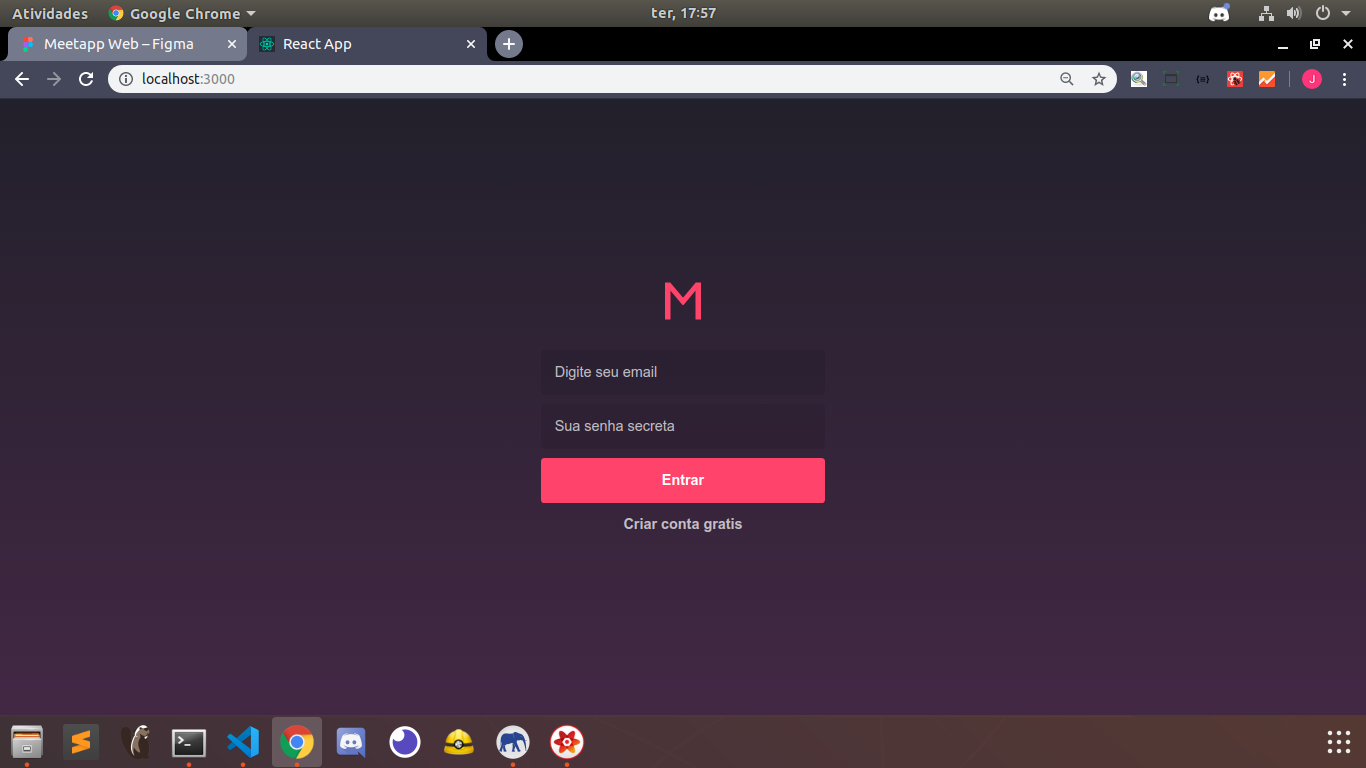 Atividades Google Chrome ter, 17:57
Meetapp Web – Figma React App
localhost:3000 J
M
Digite seu email
Sua senha secreta
Entrar
Criar conta gratis